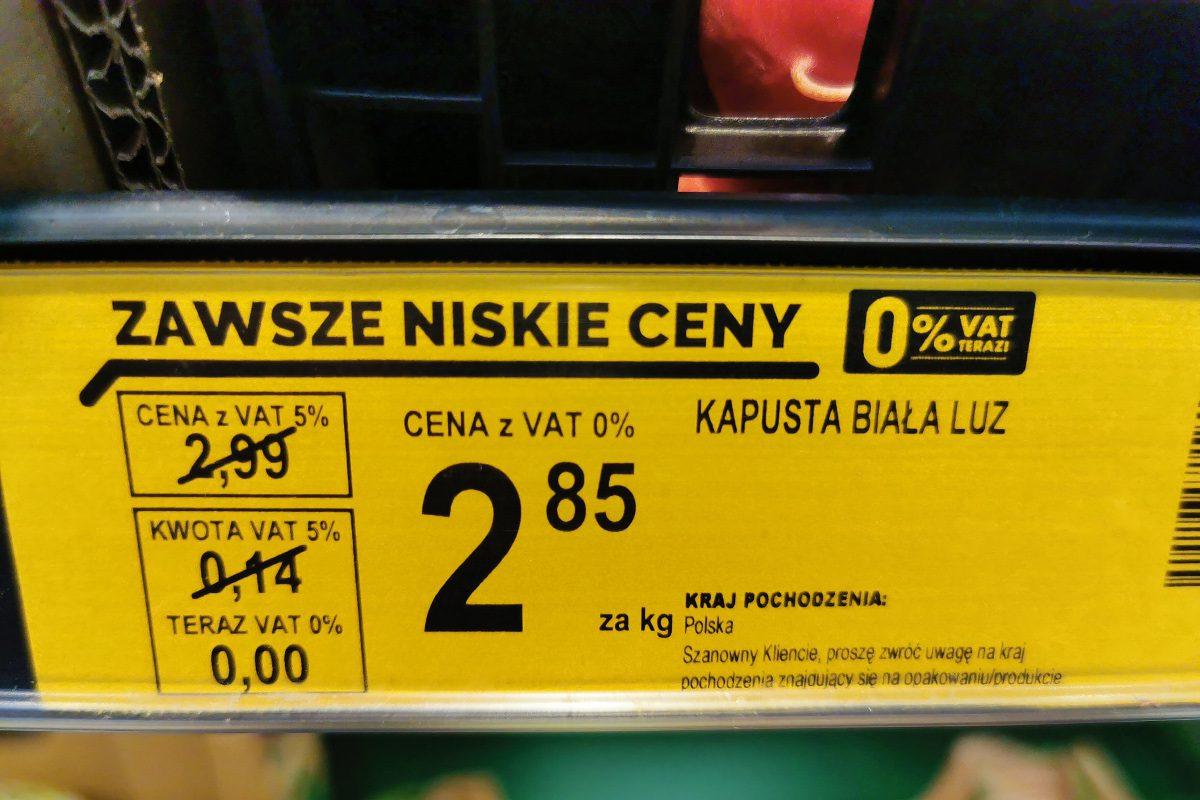 ZAWSZE NISKIE CENY
0% VAT
TERAZ!
CENA z VAT 5%
2,99
KWOTA VAT 5%
0,14
TERAZ VAT 0%
0,00
CENA z VAT 0%
2 85
za kg
KAPUSTA BIAŁA LUZ
KRAJ POCHODZENIA:
Polska
Szanowny Kliencie, proszę zwróć uwagę na kraj
pochodzenia znajdujący się na opakowaniu/produkcie